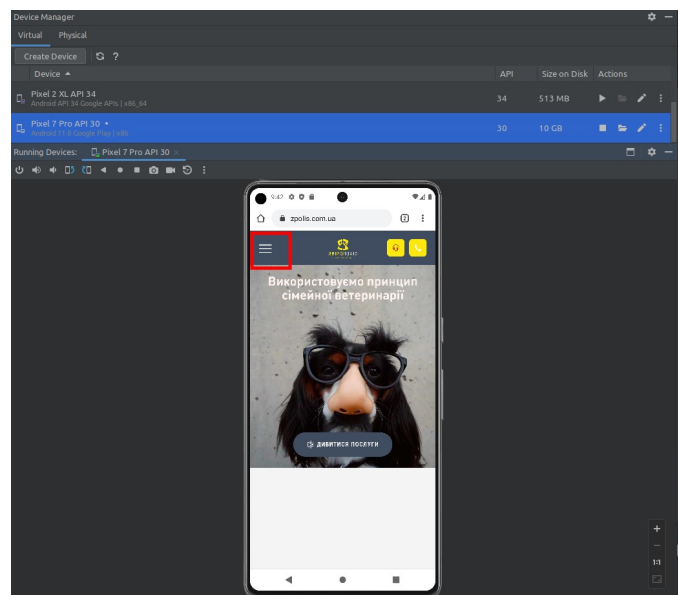 Device Manager
Virtual Physical
Create Device ?
Device API Size on Disk Actions
Pixel 2 XL API 34
Android API 34 Google APIs | x86_64
34 513 MB
Pixel 7 Pro API 30 •
Android 11.0 Google Play | x86
30 10 GB
Running Devices: Pixel 7 Pro API 30 ×
9:42
zpolis.com.ua 2
Використовуємо принцип
сімейної ветеринарії
ДИВИТИСЯ ПОСЛУГИ
+
−
1:1